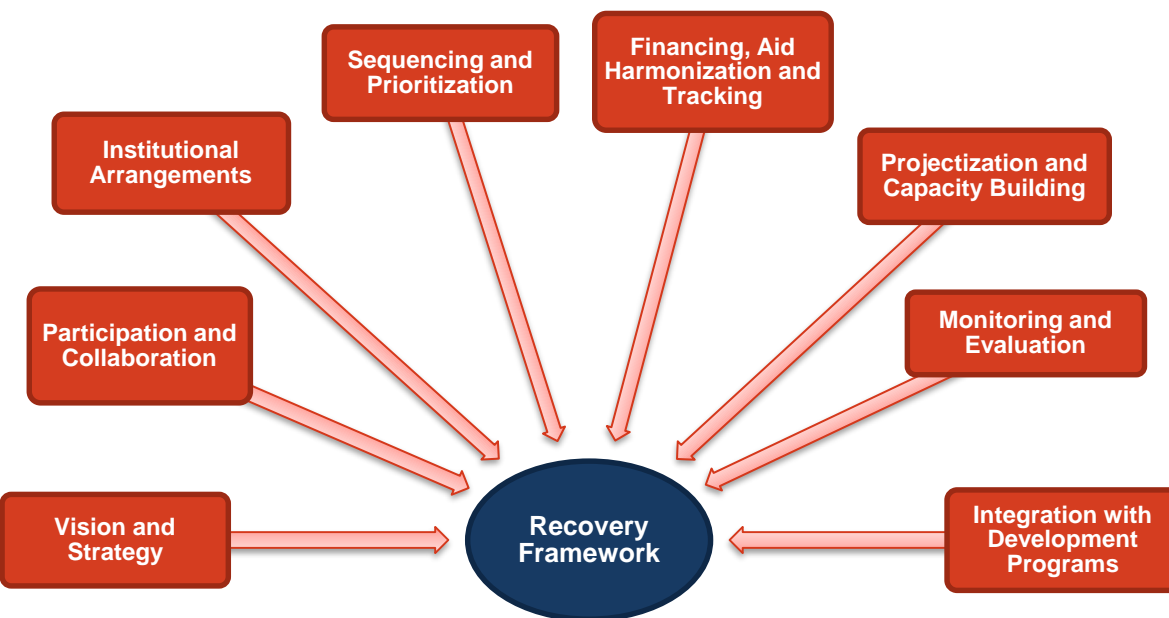 Financing, Aid
Harmonization and
Tracking
Sequencing and
Prioritization
Institutional
Arrangements
Projectization and
Capacity Building
Participation and
Collaboration
Monitoring and
Evaluation
Vision and
Strategy
Recovery
Framework
Integration with
Development
Programs